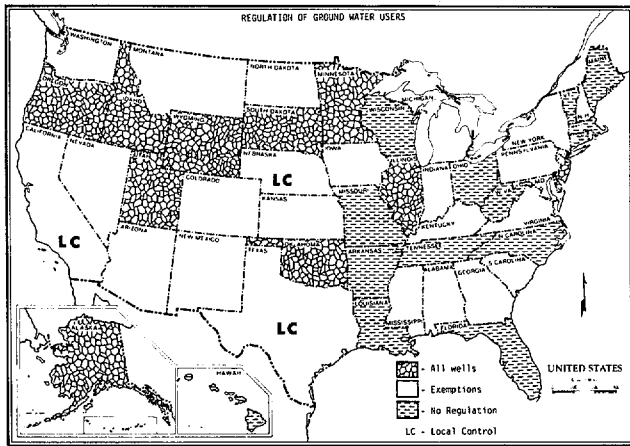 REGULATION OF GROUND WATER USERS
WASHINGTON
MONTANA
NORTH DAKOTA
MINNESOTA
OREGON
IDAHO
WYOMING
SOUTH DAKOTA
WISCONSIN
MICHIGAN
MAINE
N.H.
NEW YORK
CALIFORNIA
NEVADA
UTAH
NEBRASKA
IOWA
ILLINOIS
INDIANA
OHIO
PENNSYLVANIA
LC
COLORADO
KANSAS
MISSOURI
KENTUCKY
VIRGINIA
LC
ARIZONA
NEW MEXICO
TEXAS
OKLAHOMA
ARKANSAS
TENNESSEE
N CAROLINA
S CAROLINA
ALABAMA
GEORGIA
LOUISIANA
MISSISSIPPI
FLORIDA
LC
ALASKA
HAWAII
- All wells
- Exemptions
- No Regulation
LC - Local Control
UNITED STATES